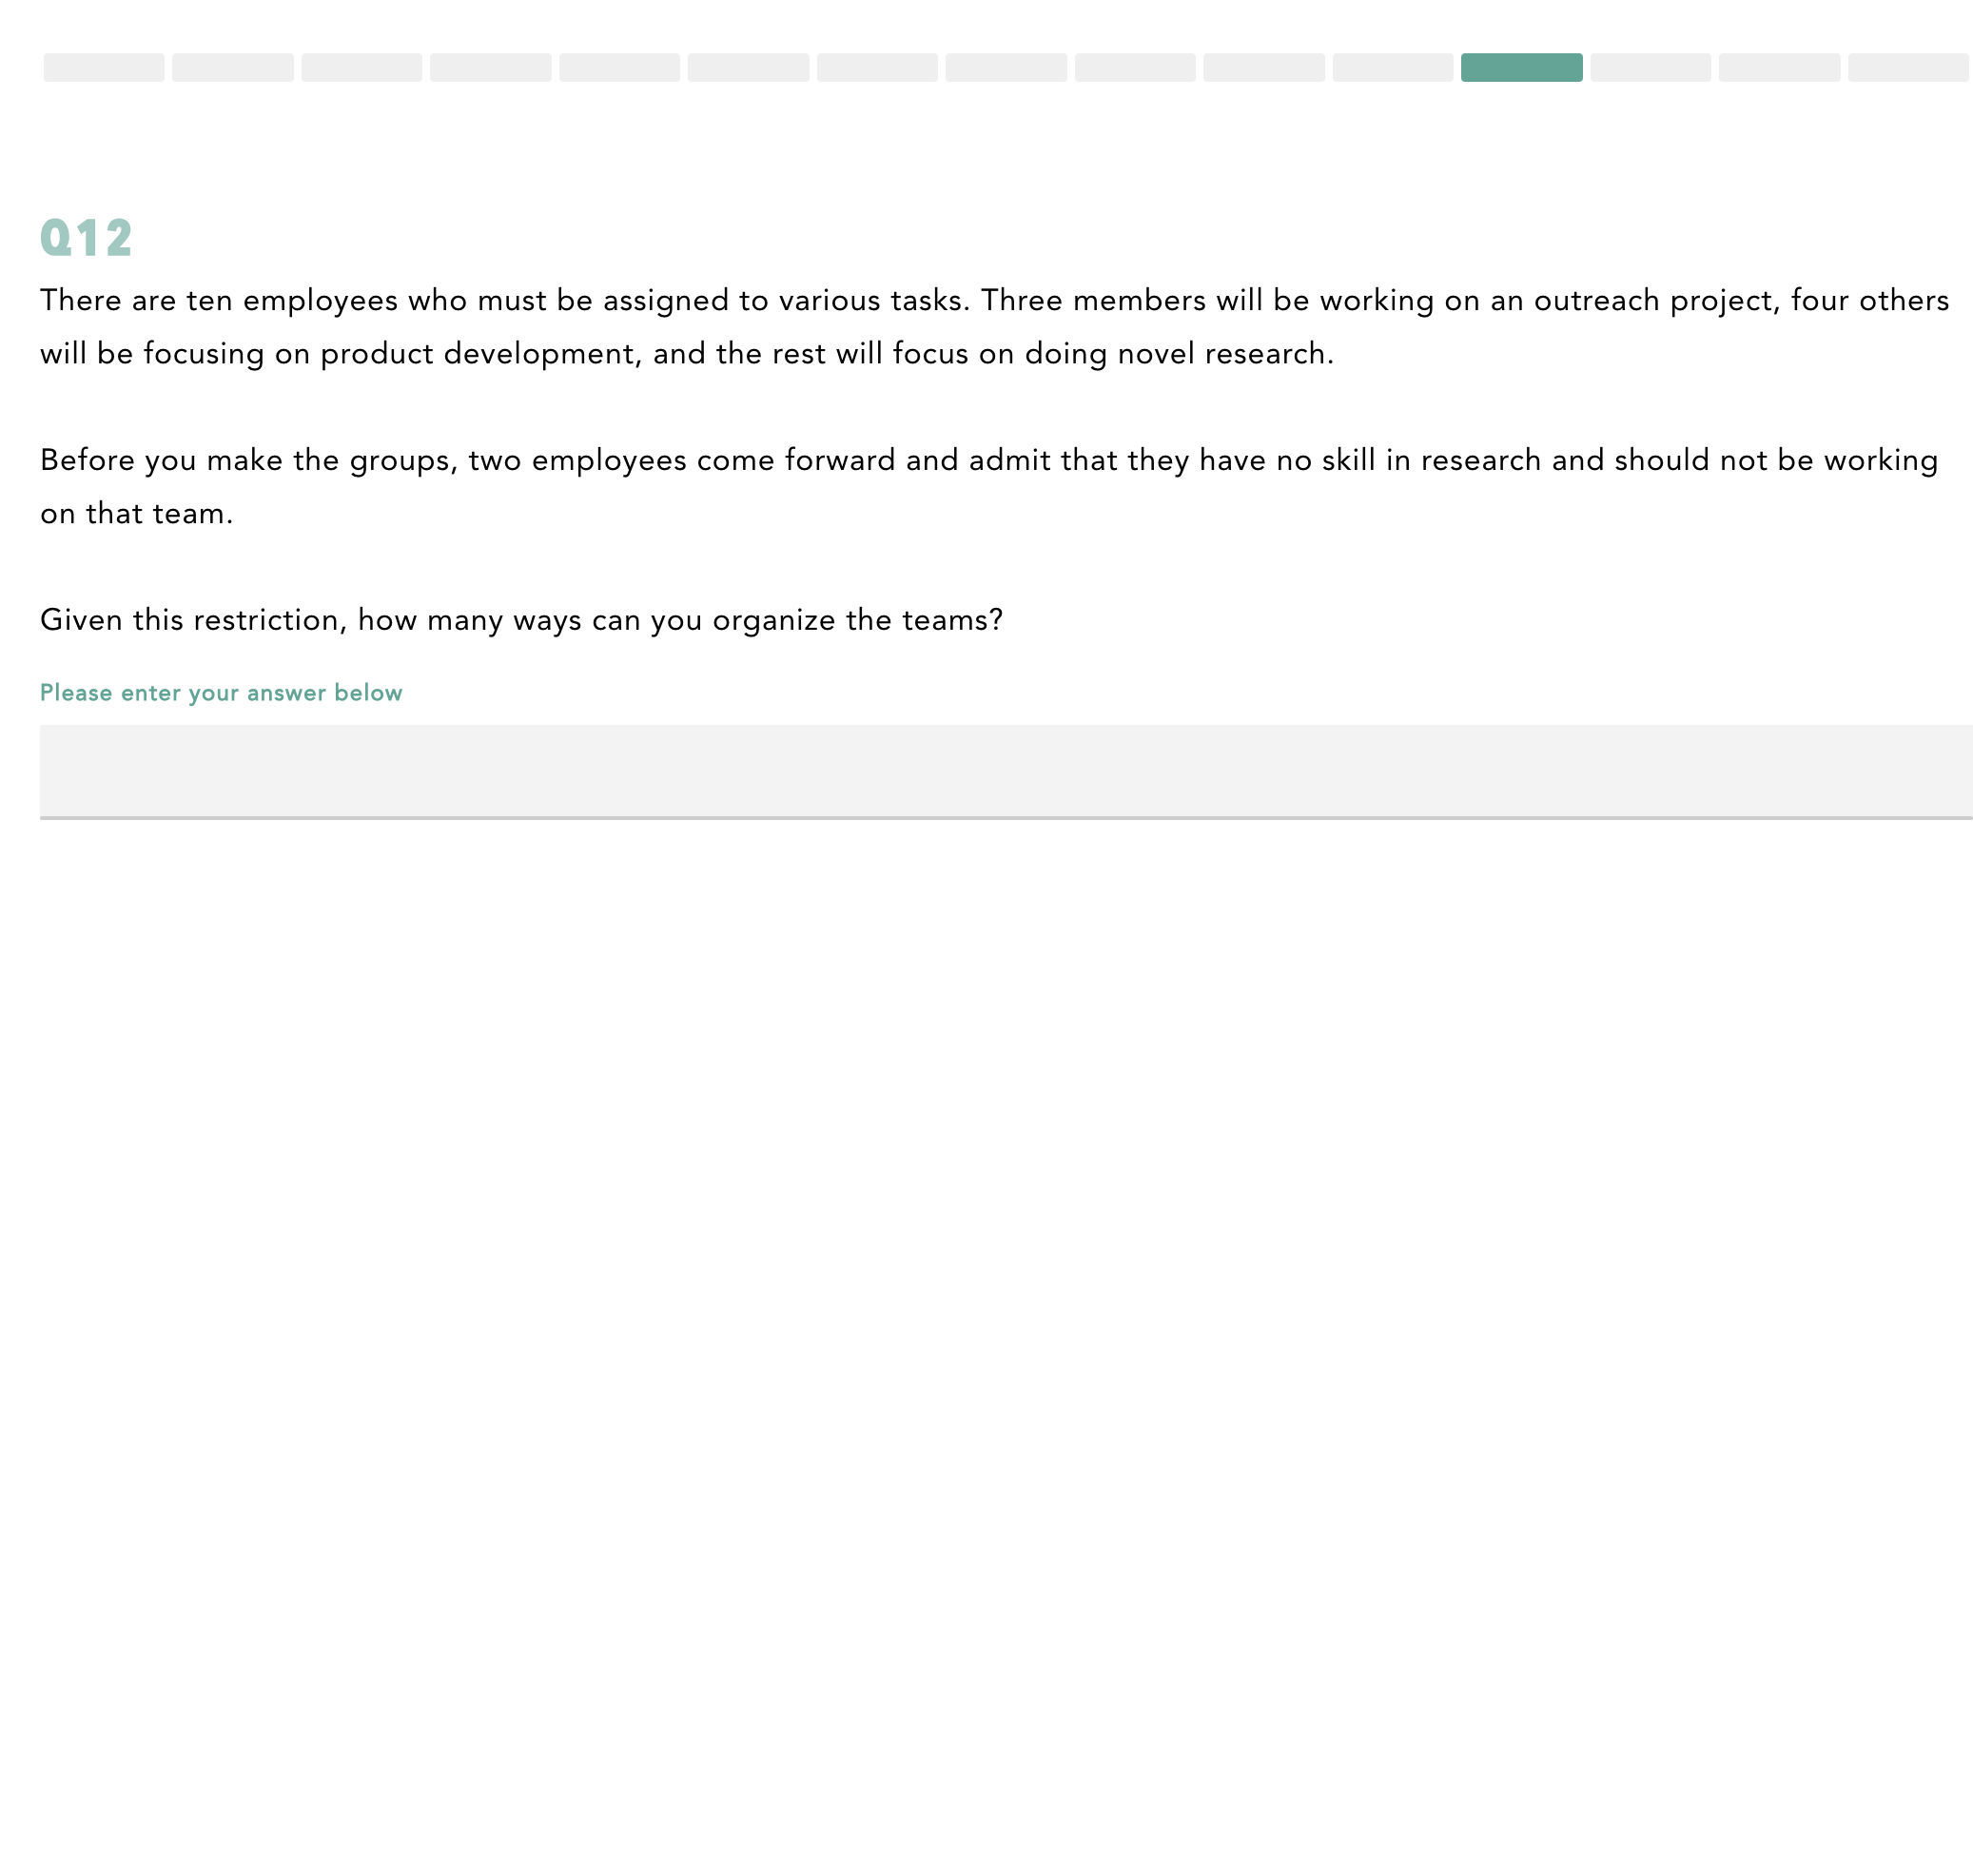 Q12
There are ten employees who must be assigned to various tasks. Three members will be working on an outreach project, four others
will be focusing on product development, and the rest will focus on doing novel research.
Before you make the groups, two employees come forward and admit that they have no skill in research and should not be working
on that team.
Given this restriction, how many ways can you organize the teams?
Please enter your answer below